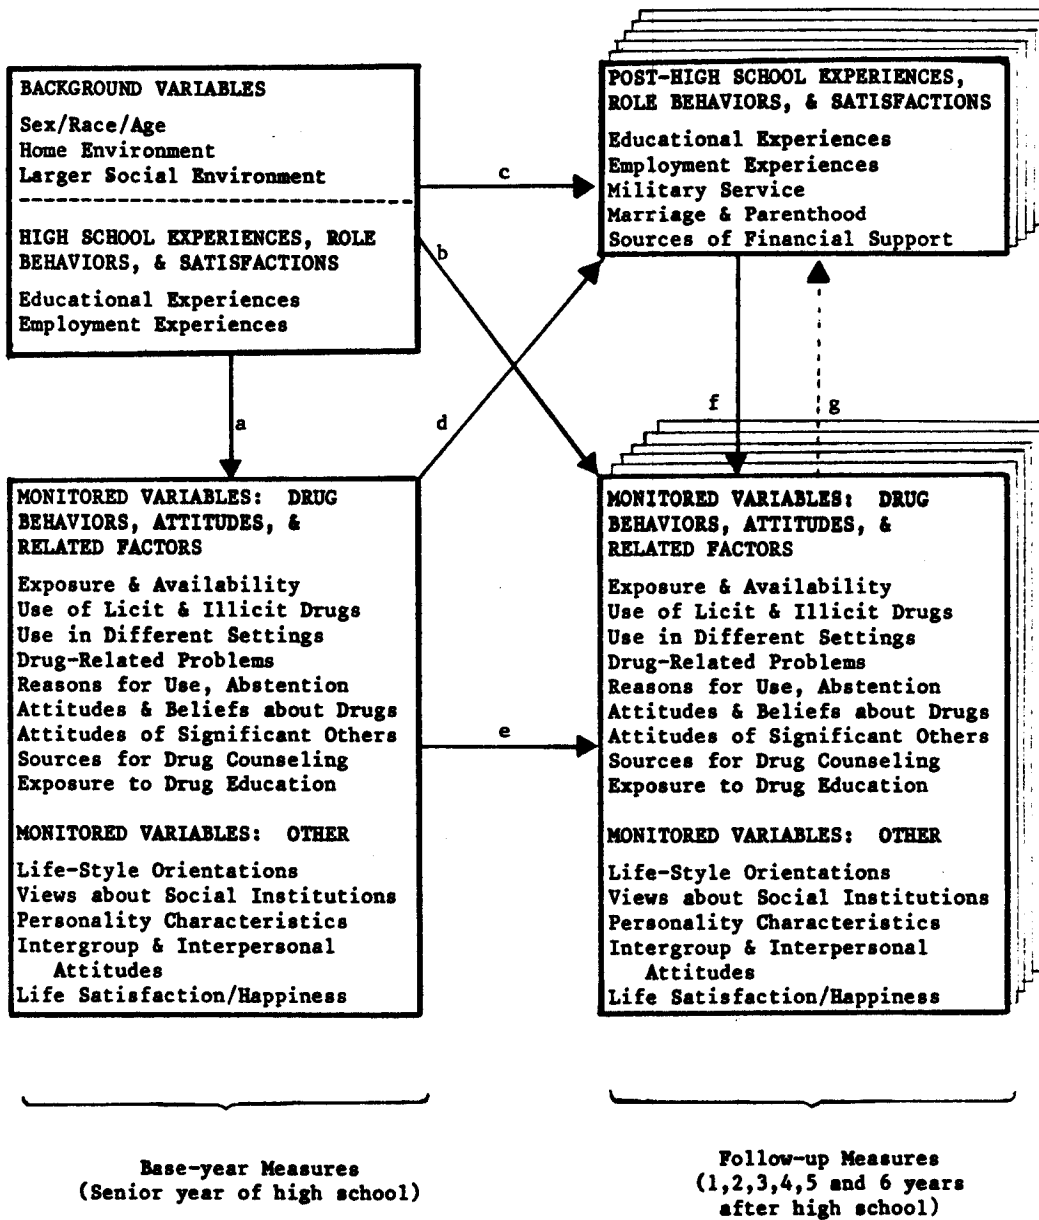 BACKGROUND VARIABLES
Sex/Race/Age
Home Environment
Larger Social Environment
HIGH SCHOOL EXPERIENCES, ROLE
BEHAVIORS, & SATISFACTIONS
Educational Experiences
Employment Experiences
POST-HIGH SCHOOL EXPERIENCES,
ROLE BEHAVIORS, & SATISFACTIONS
Educational Experiences
Employment Experiences
Military Service
Marriage & Parenthood
Sources of Financial Support
c
b
a
d
f
g
e
MONITORED VARIABLES: DRUG
BEHAVIORS, ATTITUDES, &
RELATED FACTORS
Exposure & Availability
Use of Licit & Illicit Drugs
Use in Different Settings
Drug-Related Problems
Reasons for Use, Abstention
Attitudes & Beliefs about Drugs
Attitudes of Significant Others
Sources for Drug Counseling
Exposure to Drug Education
MONITORED VARIABLES: OTHER
Life-Style Orientations
Views about Social Institutions
Personality Characteristics
Intergroup & Interpersonal
Attitudes
Life Satisfaction/Happiness
MONITORED VARIABLES: DRUG
BEHAVIORS, ATTITUDES, &
RELATED FACTORS
Exposure & Availability
Use of Licit & Illicit Drugs
Use in Different Settings
Drug-Related Problems
Reasons for Use, Abstention
Attitudes & Beliefs about Drugs
Attitudes of Significant Others
Sources for Drug Counseling
Exposure to Drug Education
MONITORED VARIABLES: OTHER
Life-Style Orientations
Views about Social Institutions
Personality Characteristics
Intergroup & Interpersonal
Attitudes
Life Satisfaction/Happiness
Base-year Measures
(Senior year of high school)
Follow-up Measures
(1,2,3,4,5 and 6 years
after high school)